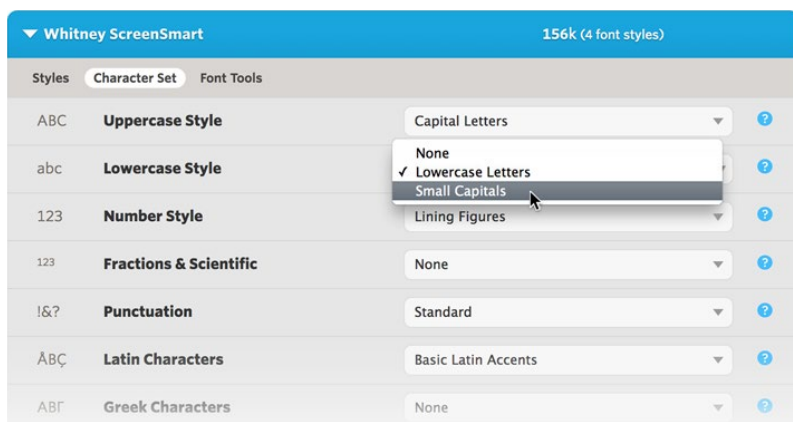 Whitney ScreenSmart 156k (4 font styles)
Styles Character Set Font Tools
ABC Uppercase Style Capital Letters ?
None
abc Lowercase Style ✓ Lowercase Letters ?
Small Capitals
123 Number Style Lining Figures ?
123 Fractions & Scientific None ?
!&? Punctuation Standard ?
ÅBÇ Latin Characters Basic Latin Accents ?
ΑΒΓ Greek Characters None ?